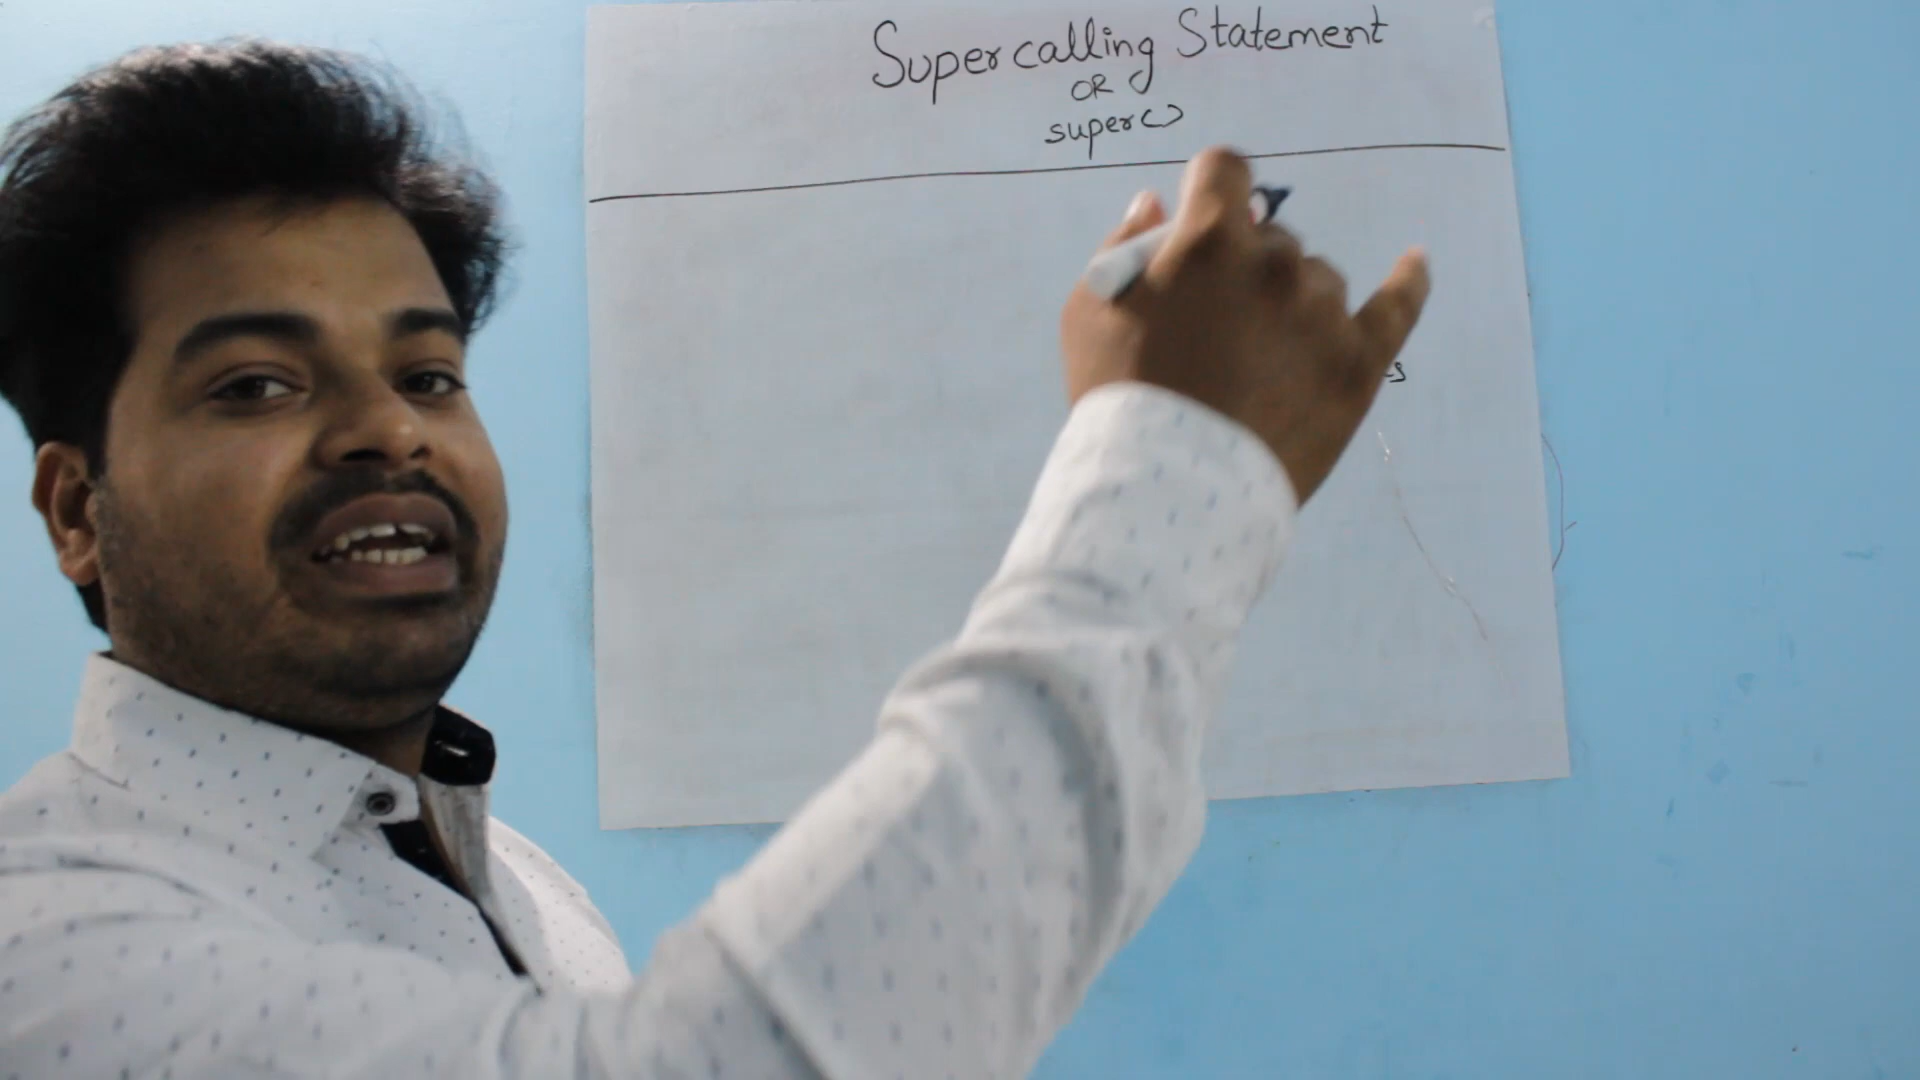 Super calling Statement
OR
super()